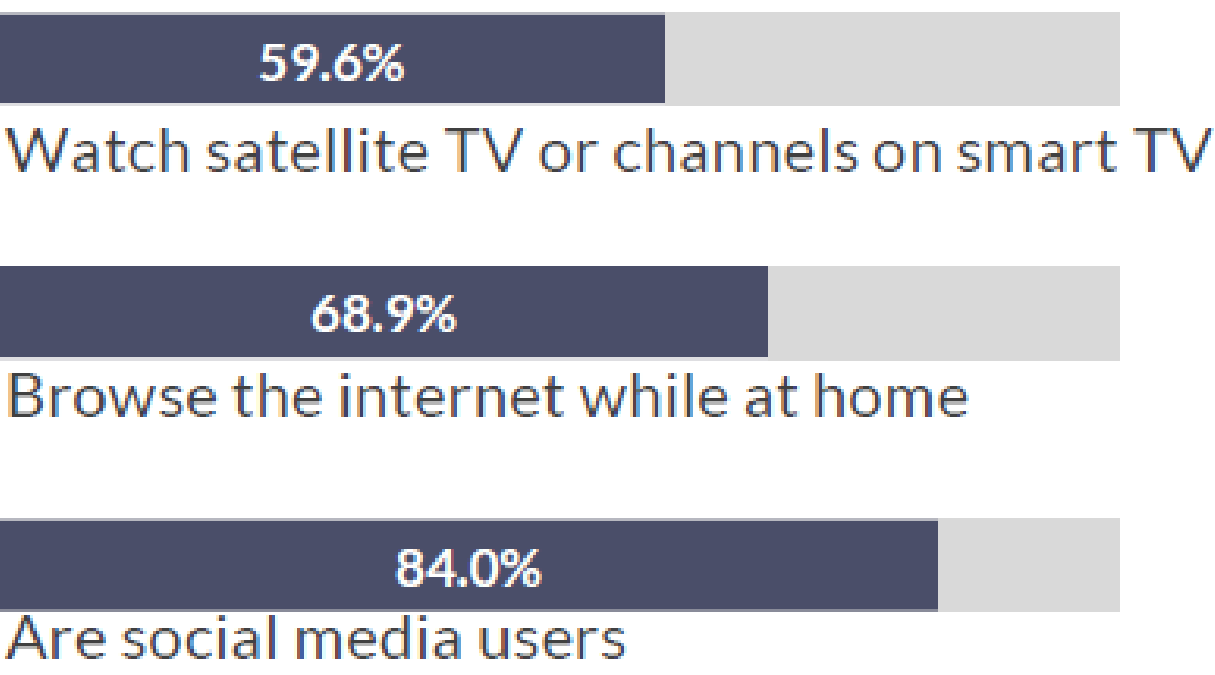 59.6%
Watch satellite TV or channels on smart TV
68.9%
Browse the internet while at home
84.0%
Are social media users